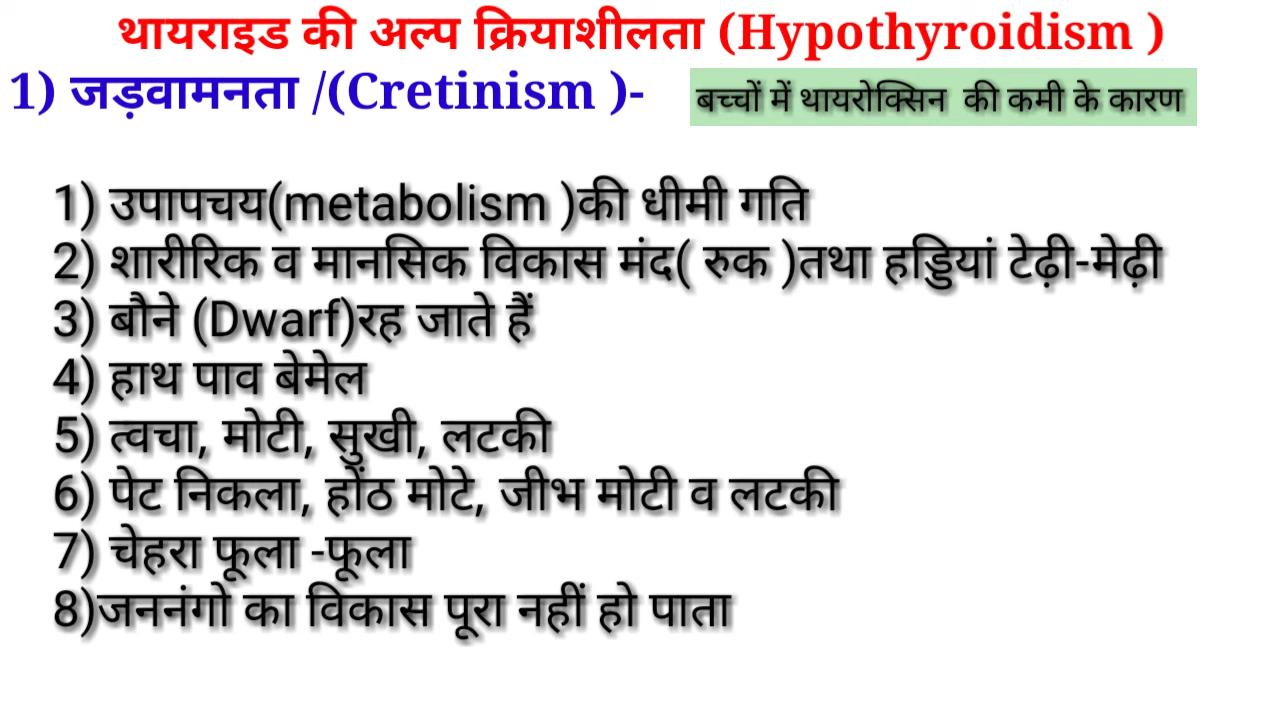 थायराइड की अल्प क्रियाशीलता (Hypothyroidism )
1) जड़वामनता /(Cretinism )- बच्चों में थायरोक्सिन की कमी के कारण
1) उपापचय(metabolism )की धीमी गति
2) शारीरिक व मानसिक विकास मंद( रुक )तथा हड्डियां टेढ़ी-मेढ़ी
3) बौने (Dwarf)रह जाते हैं
4) हाथ पाव बेमेल
5) त्वचा, मोटी, सुखी, लटकी
6) पेट निकला, होंठ मोटे, जीभ मोटी व लटकी
7) चेहरा फूला -फूला
8)जननंगो का विकास पूरा नहीं हो पाता